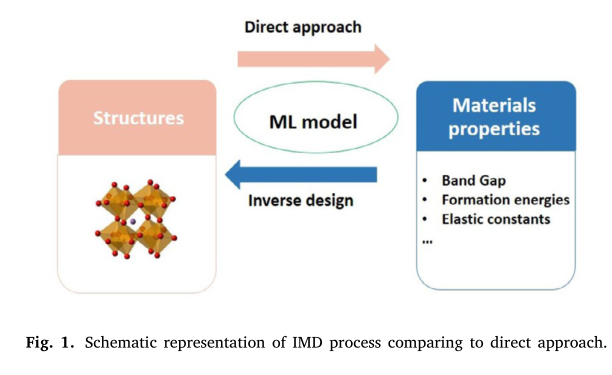 Direct approach
Structures
ML model
Materials
properties
Inverse design
• Band Gap
• Formation energies
• Elastic constants
...
Fig. 1. Schematic representation of IMD process comparing to direct approach.